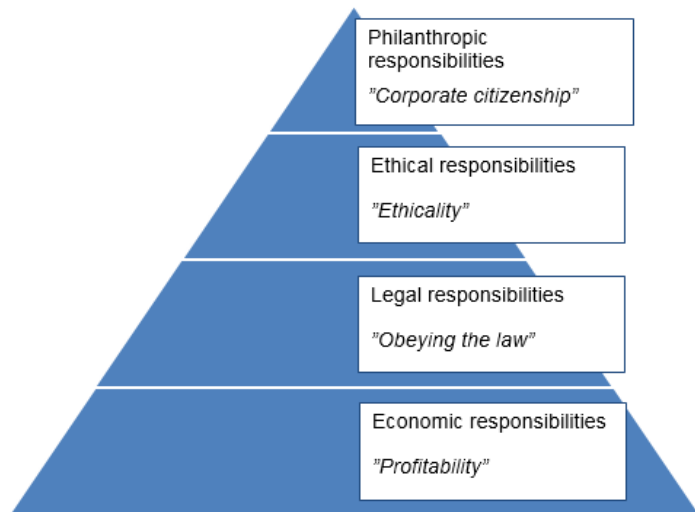 Philanthropic
responsibilities
”Corporate citizenship”
Ethical responsibilities
”Ethicality”
Legal responsibilities
”Obeying the law”
Economic responsibilities
”Profitability”